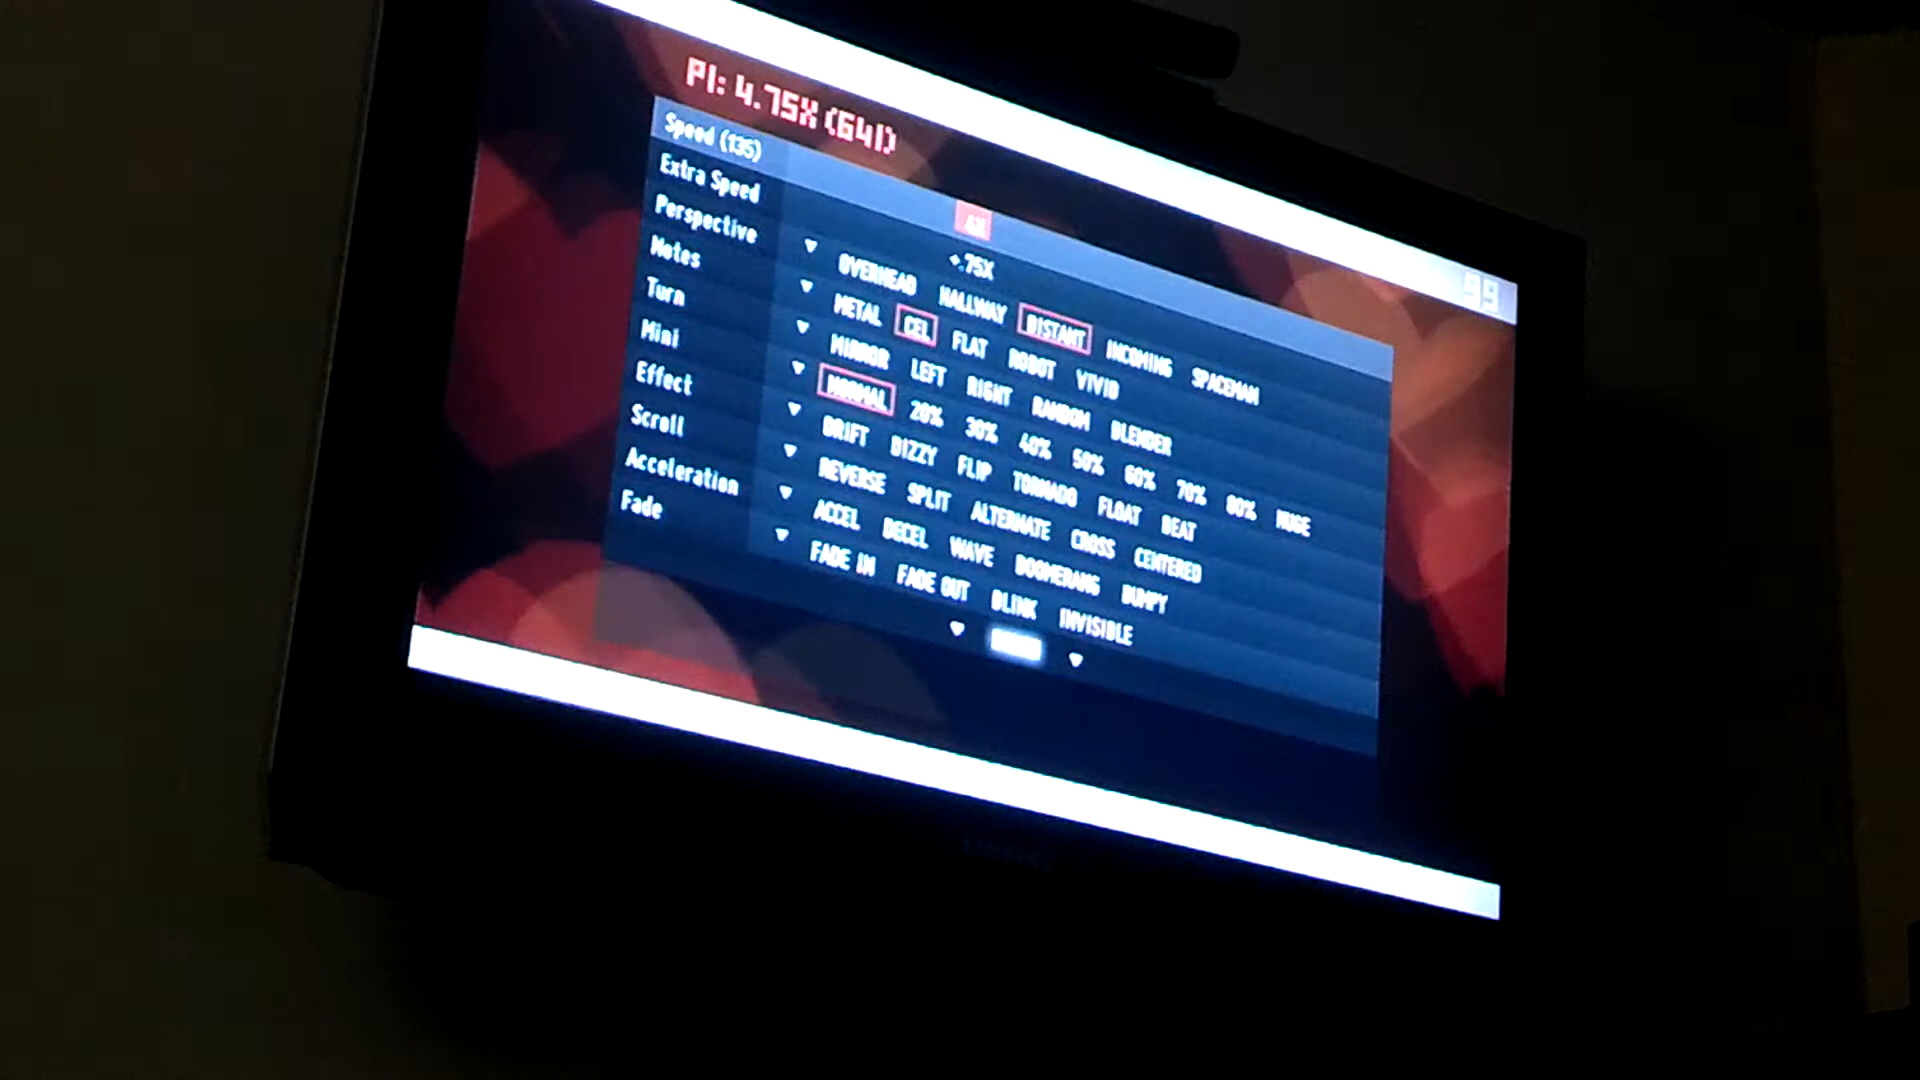 P1: 4.75X (641)
99
Speed (135)
4X
Extra Speed
+.75X
Perspective
OVERHEAD HALLWAY DISTANT INCOMING SPACEMAN
Notes
METAL CEL FLAT ROBOT VIVID
Turn
MIRROR LEFT RIGHT RANDOM BLENDER
Mini
NORMAL 20% 30% 40% 50% 60% 70% 80% HUGE
Effect
DRIFT DIZZY FLIP TORNADO FLOAT BEAT
Scroll
REVERSE SPLIT ALTERNATE CROSS CENTERED
Acceleration
ACCEL DECEL WAVE BOOMERANG BUMPY
Fade
FADE IN FADE OUT BLINK INVISIBLE